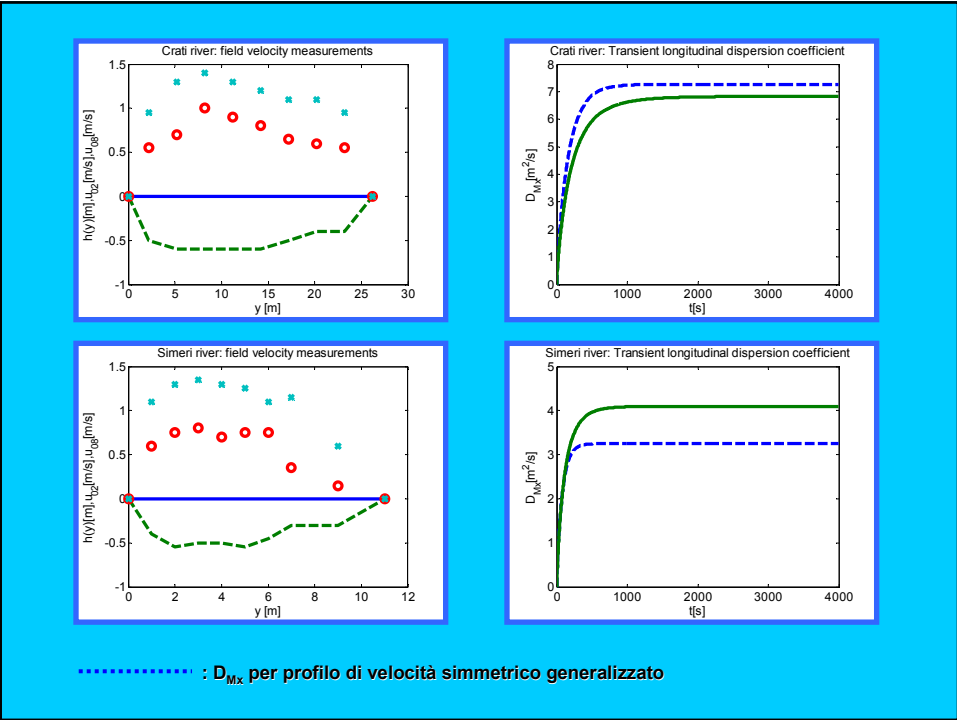 Crati river: field velocity measurements
1.5
1
0.5
0
-0.5
-1
0 5 10 15 20 25 30
y [m]
h(y)[m],u02[m/s],u08[m/s]
Crati river: Transient longitudinal dispersion coefficient
8
7
6
5
4
3
2
1
0
0 1000 2000 3000 4000
t[s]
DMx[m²/s]
Simeri river: field velocity measurements
1.5
1
0.5
0
-0.5
-1
0 2 4 6 8 10 12
y [m]
h(y)[m],u02[m/s],u08[m/s]
Simeri river: Transient longitudinal dispersion coefficient
5
4
3
2
1
0
0 1000 2000 3000 4000
t[s]
DMx[m²/s]
: DMx per profilo di velocità simmetrico generalizzato